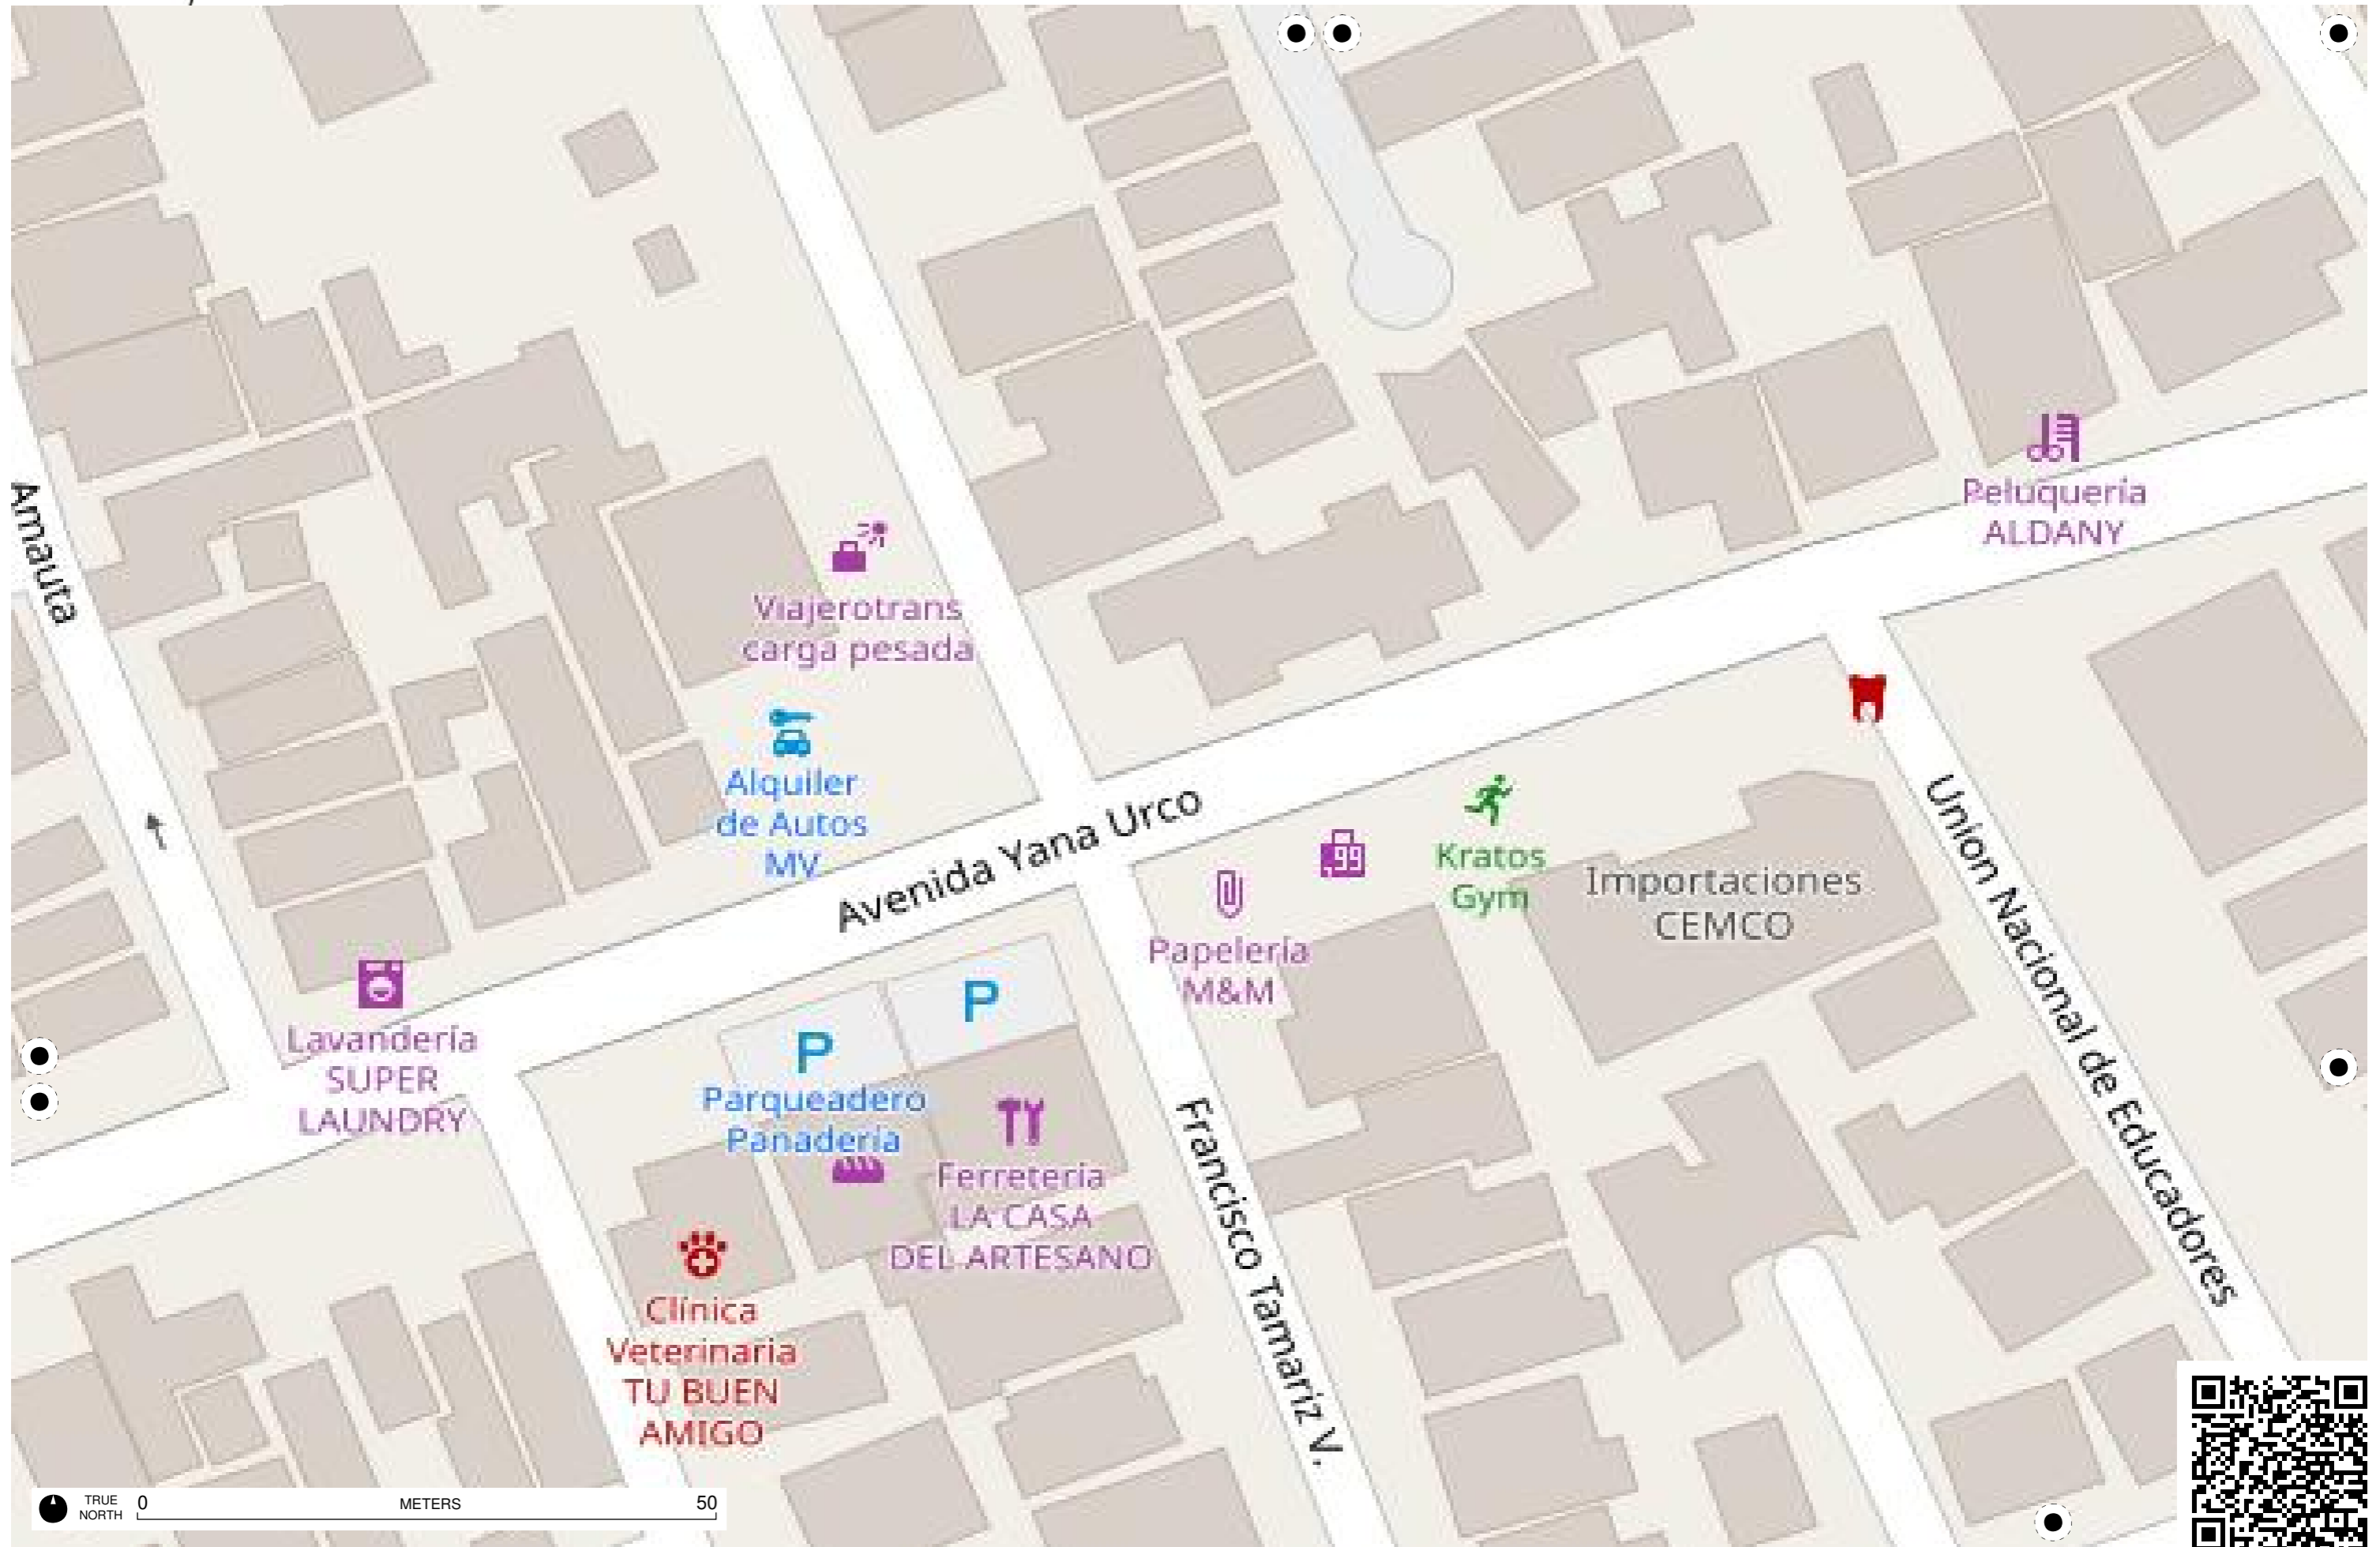 Amauta
Peluquería
ALDANY
Viajerotrans
carga pesada
Alquiler
de Autos
MV
Avenida Yana Urco
.99
Kratos
Gym
Importaciones
CEMCO
Unión Nacional de Educadores
Papelería
M&M
Lavandería
SUPER
LAUNDRY
P
P
Parqueadero
Panadería
Ferretería
LA CASA
DEL ARTESANO
Francisco Tamariz V.
Clínica
Veterinaria
TU BUEN
AMIGO
TRUE
NORTH
0 METERS 50